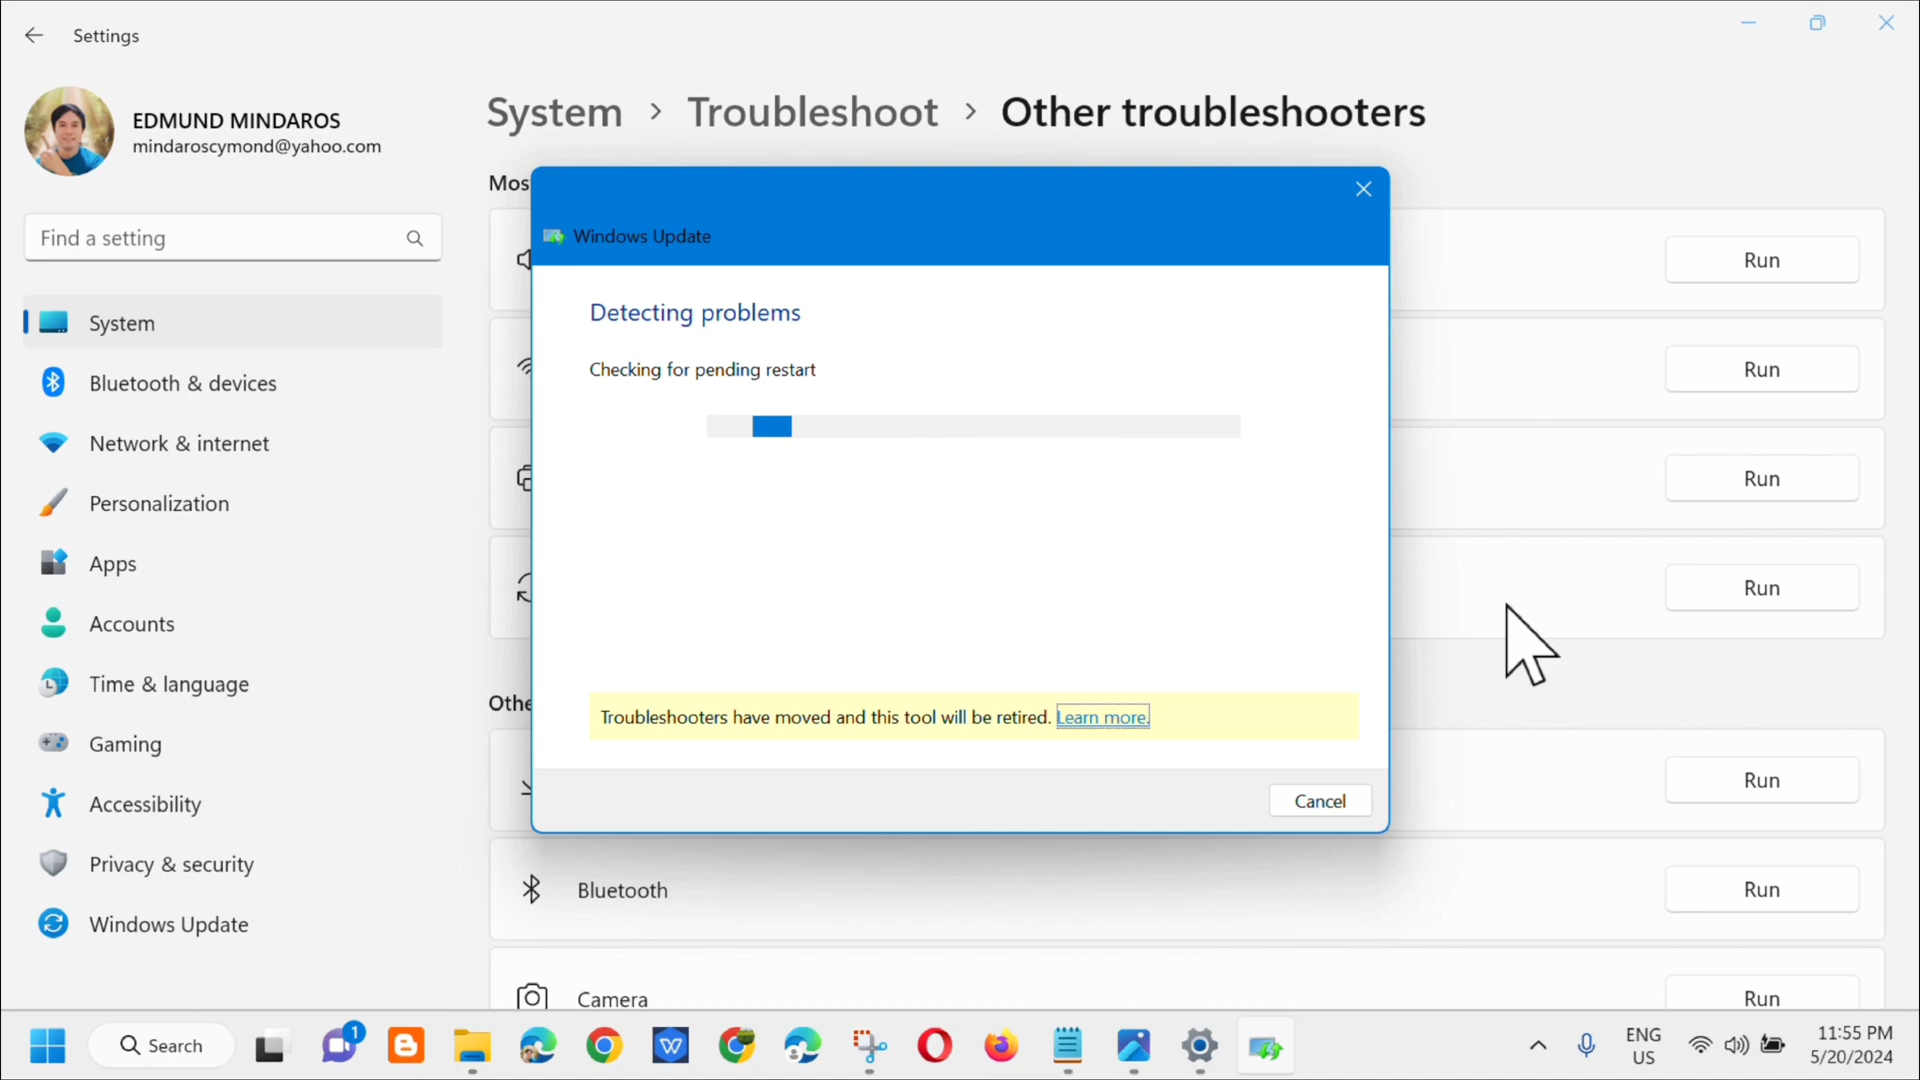 Settings
EDMUND MINDAROS
mindaroscymond@yahoo.com
Find a setting
System
Bluetooth & devices
Network & internet
Personalization
Apps
Accounts
Time & language
Gaming
Accessibility
Privacy & security
Windows Update
System > Troubleshoot > Other troubleshooters
Mos
Run
Run
Run
Run
Othe
Run
Bluetooth
Run
Camera
Run
Windows Update
Detecting problems
Checking for pending restart
Troubleshooters have moved and this tool will be retired. Learn more.
Cancel
Search
1
ENG
US
11:55 PM
5/20/2024